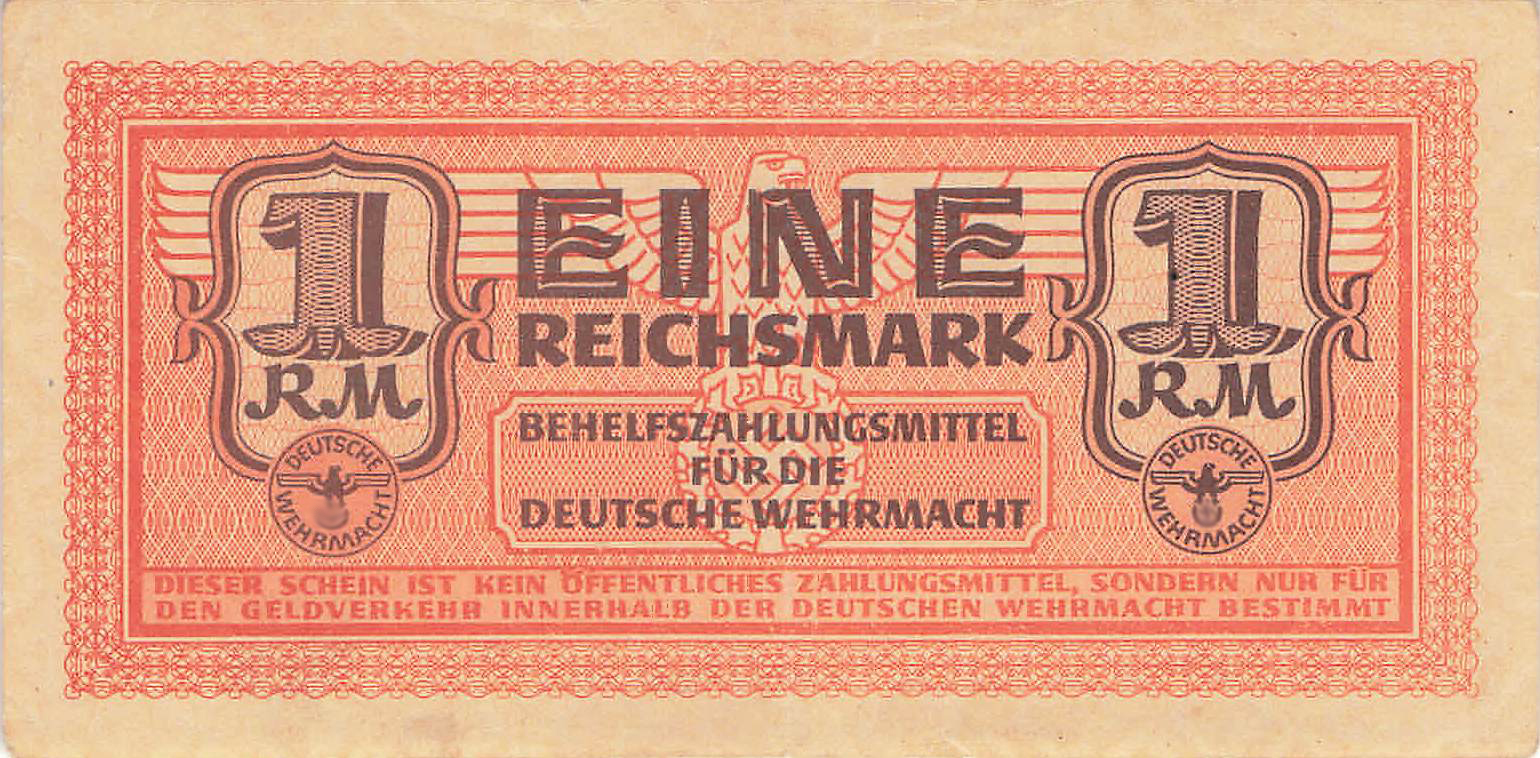 1
RM
DEUTSCHE
WEHRMACHT
EINE
REICHSMARK
BEHELFSZAHLUNGSMITTEL
FÜR DIE
DEUTSCHE WEHRMACHT
1
RM
DEUTSCHE
WEHRMACHT
DIESER SCHEIN IST KEIN ÖFFENTLICHES ZAHLUNGSMITTEL, SONDERN NUR FÜR
DEN GELDVERKEHR INNERHALB DER DEUTSCHEN WEHRMACHT BESTIMMT